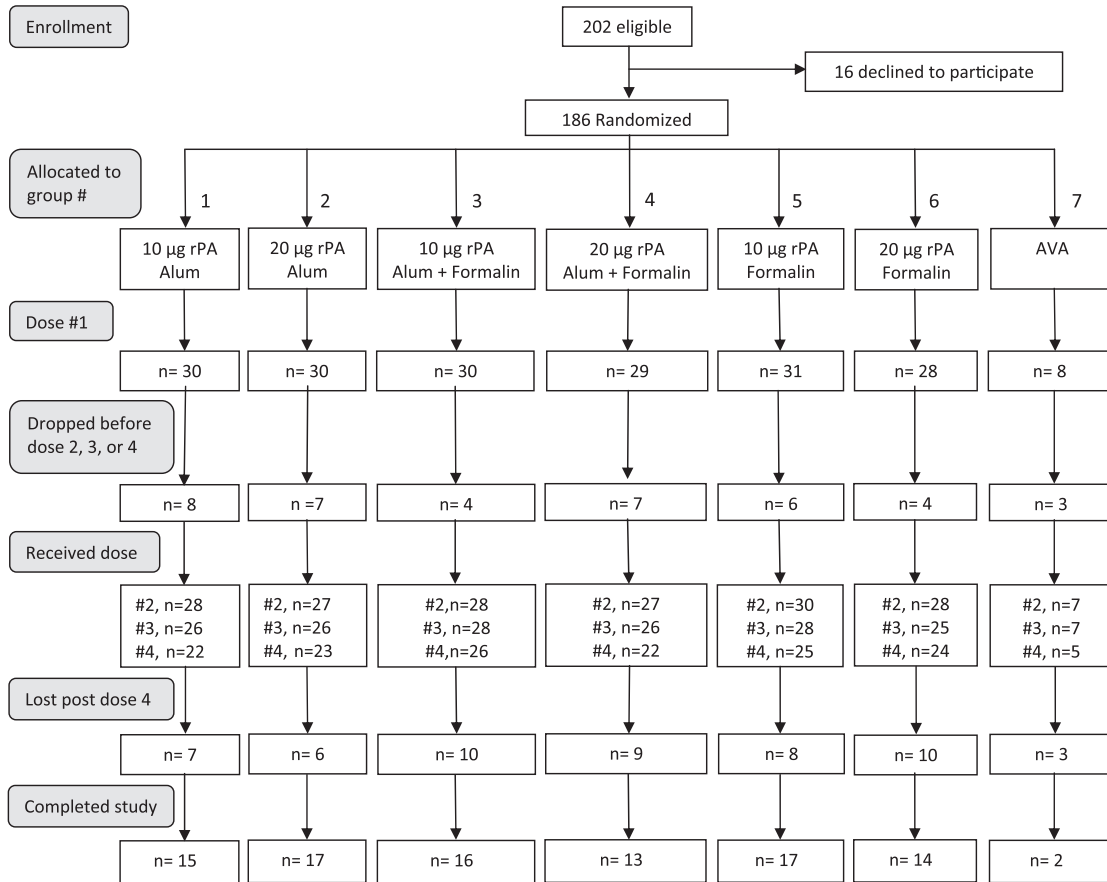 Enrollment
202 eligible
16 declined to participate
186 Randomized
Allocated to
group #
1
2
3
4
5
6
7
10 µg rPA
Alum
20 µg rPA
Alum
10 µg rPA
Alum + Formalin
20 µg rPA
Alum + Formalin
10 µg rPA
Formalin
20 µg rPA
Formalin
AVA
Dose #1
n= 30
n= 30
n= 30
n= 29
n= 31
n= 28
n= 8
Dropped before
dose 2, 3, or 4
n= 8
n =7
n= 4
n= 7
n= 6
n= 4
n= 3
Received dose
#2, n=28
#3, n=26
#4, n=22
#2, n=27
#3, n=26
#4, n=23
#2,n=28
#3, n=28
#4,n=26
#2, n=27
#3, n=26
#4, n=22
#2, n=30
#3, n=28
#4, n=25
#2, n=28
#3, n=25
#4, n=24
#2, n=7
#3, n=7
#4, n=5
Lost post dose 4
n= 7
n= 6
n= 10
n= 9
n= 8
n= 10
n= 3
Completed study
n= 15
n= 17
n= 16
n= 13
n= 17
n= 14
n= 2